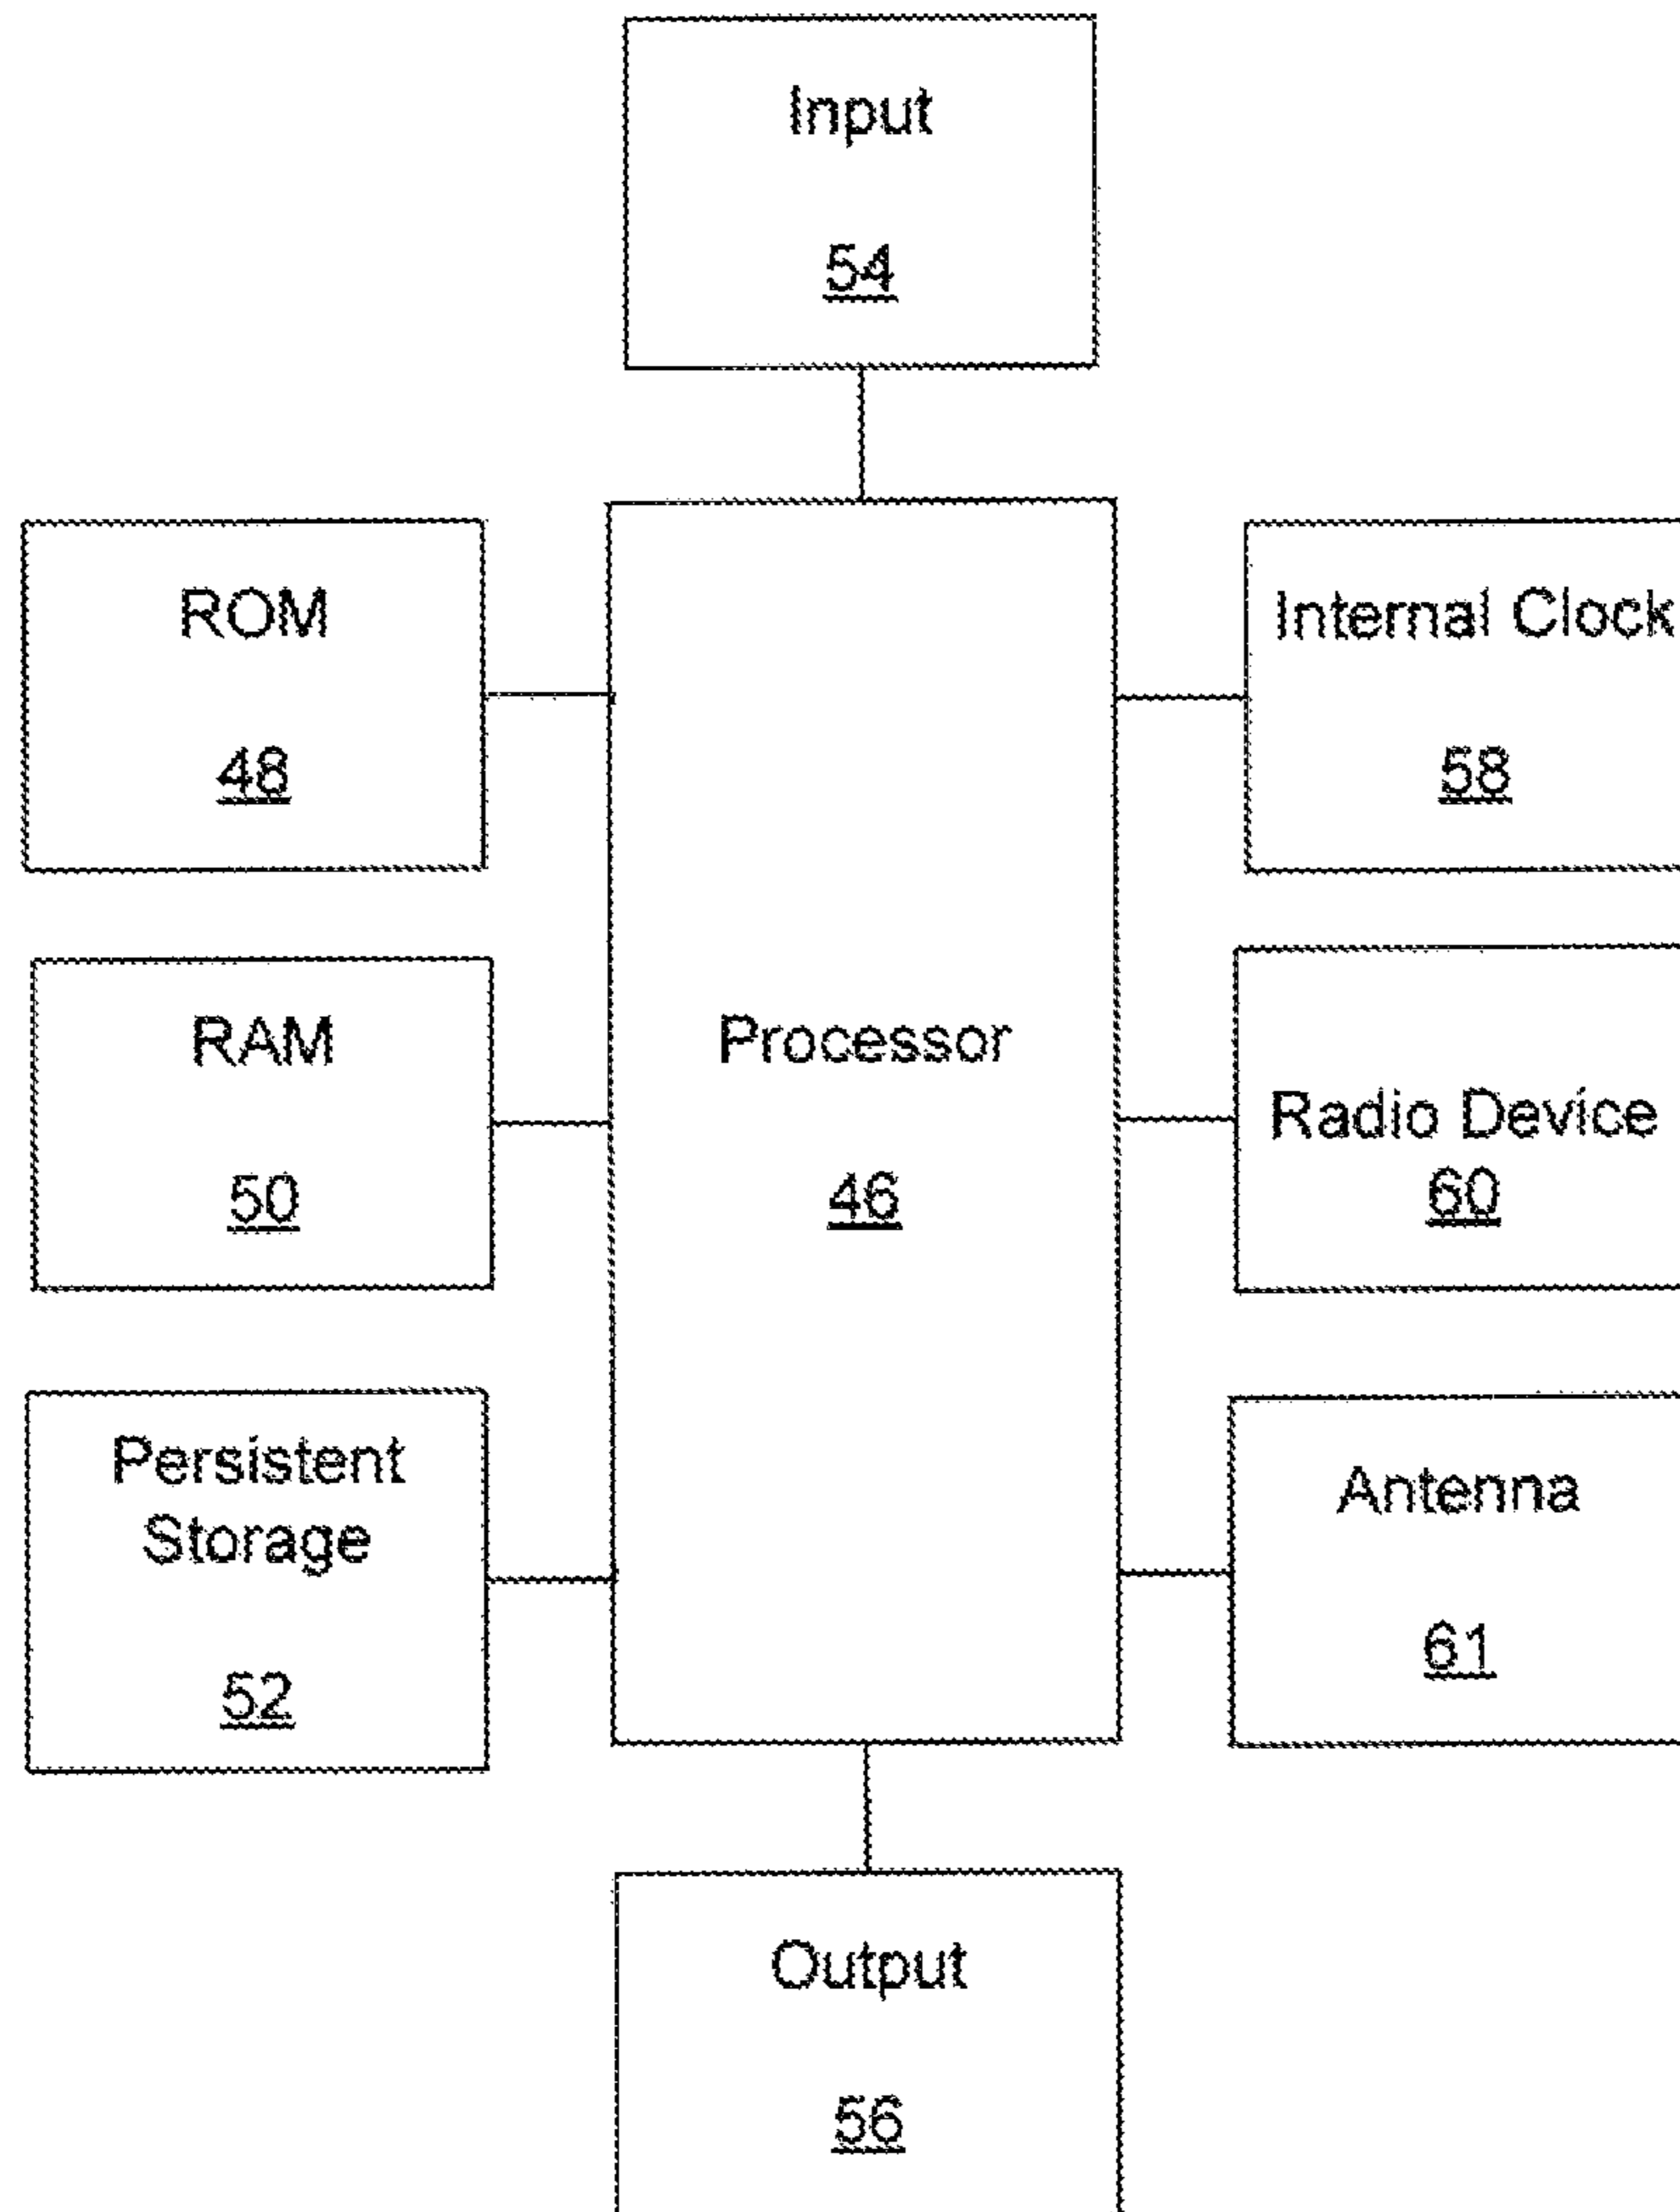 Input
54
ROM
48
Internal Clock
58
RAM
50
Processor
46
Radio Device
60
Persistent
Storage
52
Antenna
61
Output
56